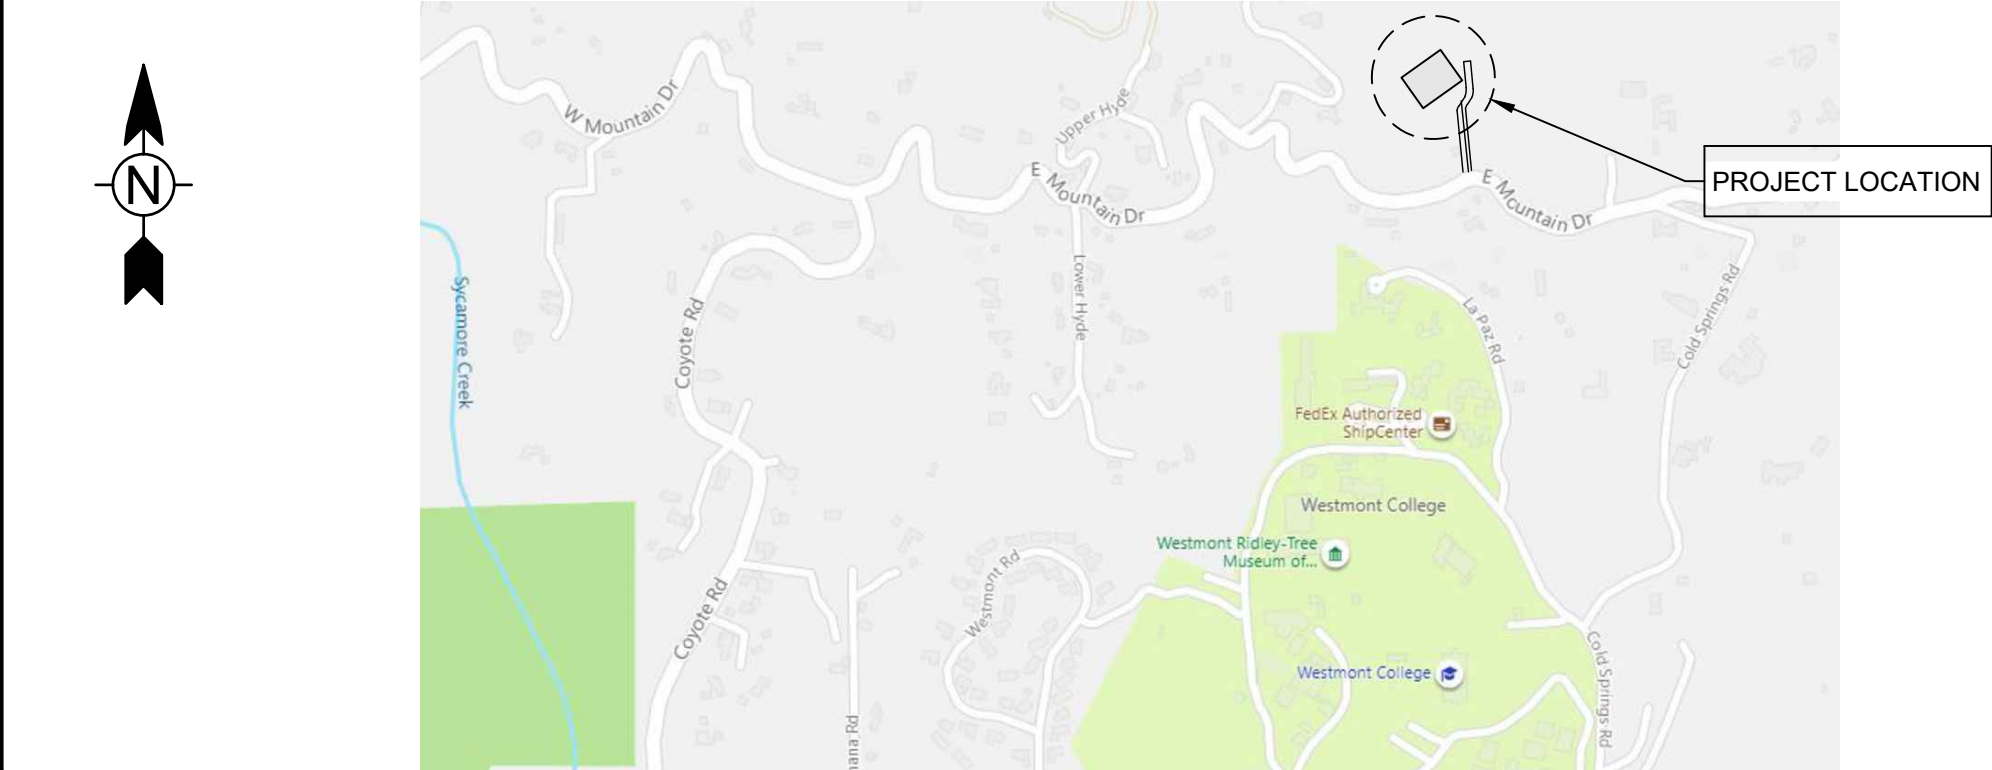 N
W Mountain Dr
Upper Hyde
E Mountain Dr
E Mountain Dr
PROJECT LOCATION
Sycamore Creek
Coyote Rd
Lower Hyde
La Paz Rd
Cold Springs Rd
FedEx Authorized
ShipCenter
Westmont College
Westmont Ridley-Tree
Museum of...
Westmont Rd
Coyote Rd
Westmont College
Cold Springs Rd
ana Rd